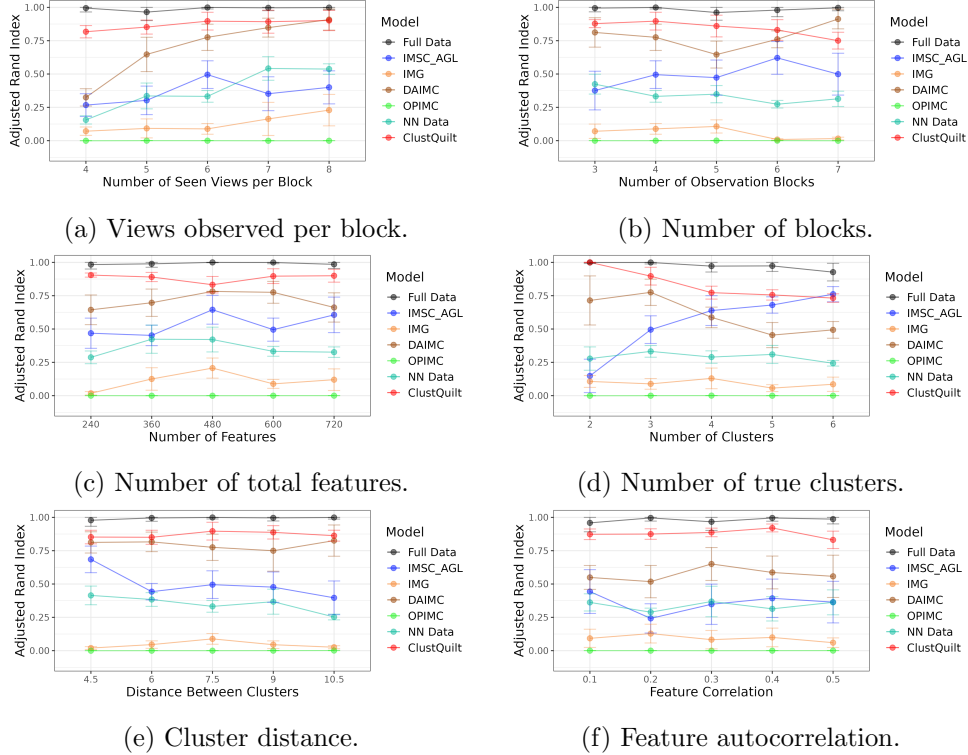 1.00
0.75
0.50
0.25
0.00
Adjusted Rand Index
4 5 6 7 8
Number of Seen Views per Block
Model
Full Data
IMSC_AGL
IMG
DAIMC
OPIMC
NN Data
ClustQuilt
(a) Views observed per block.
1.00
0.75
0.50
0.25
0.00
Adjusted Rand Index
3 4 5 6 7
Number of Observation Blocks
Model
Full Data
IMSC_AGL
IMG
DAIMC
OPIMC
NN Data
ClustQuilt
(b) Number of blocks.
1.00
0.75
0.50
0.25
0.00
Adjusted Rand Index
240 360 480 600 720
Number of Features
Model
Full Data
IMSC_AGL
IMG
DAIMC
OPIMC
NN Data
ClustQuilt
(c) Number of total features.
1.00
0.75
0.50
0.25
0.00
Adjusted Rand Index
2 3 4 5 6
Number of Clusters
Model
Full Data
IMSC_AGL
IMG
DAIMC
OPIMC
NN Data
ClustQuilt
(d) Number of true clusters.
1.00
0.75
0.50
0.25
0.00
Adjusted Rand Index
4.5 6 7.5 9 10.5
Distance Between Clusters
Model
Full Data
IMSC_AGL
IMG
DAIMC
OPIMC
NN Data
ClustQuilt
(e) Cluster distance.
1.00
0.75
0.50
0.25
0.00
Adjusted Rand Index
0.1 0.2 0.3 0.4 0.5
Feature Correlation
Model
Full Data
IMSC_AGL
IMG
DAIMC
OPIMC
NN Data
ClustQuilt
(f) Feature autocorrelation.